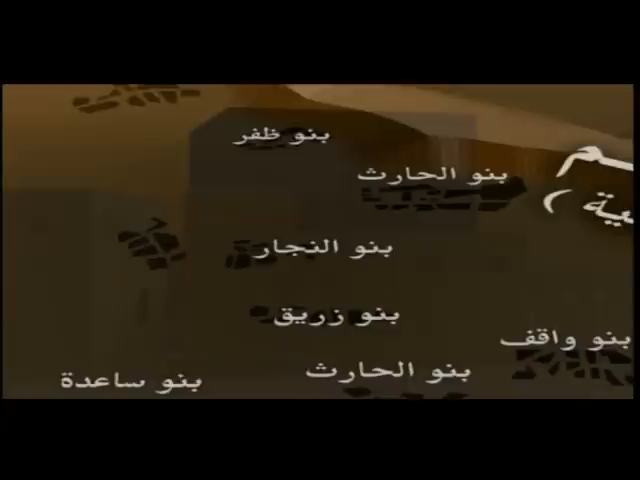 بنو ظفر
بنو الحارث
بنو النجار
بنو زريق
بنو واقف
بنو الحارث
بنو ساعدة